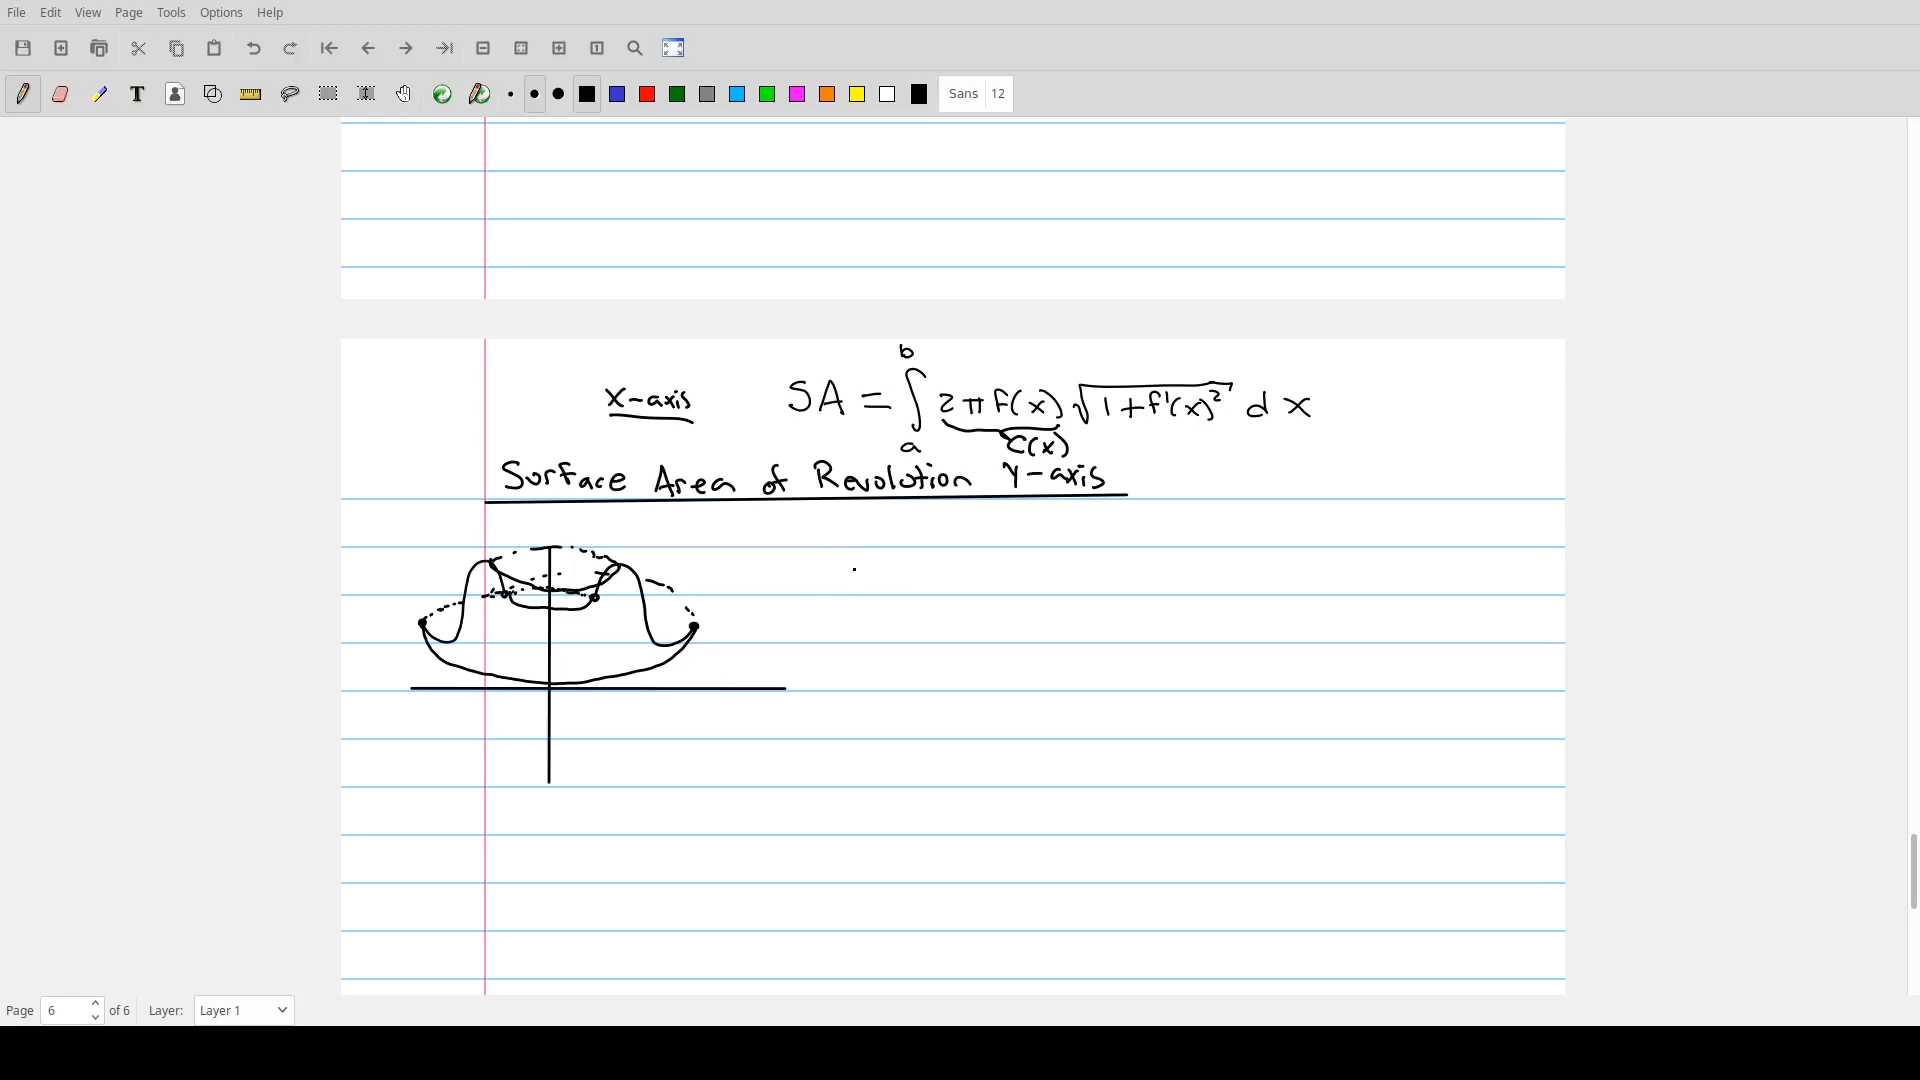 File Edit View Page Tools Options Help
T Sans 12
b
x-axis SA = ∫ 2πf(x) √(1+f'(x)²) dx
a C(x)
Surface Area of Revolution Y-axis
Page 6 of 6 Layer: Layer 1